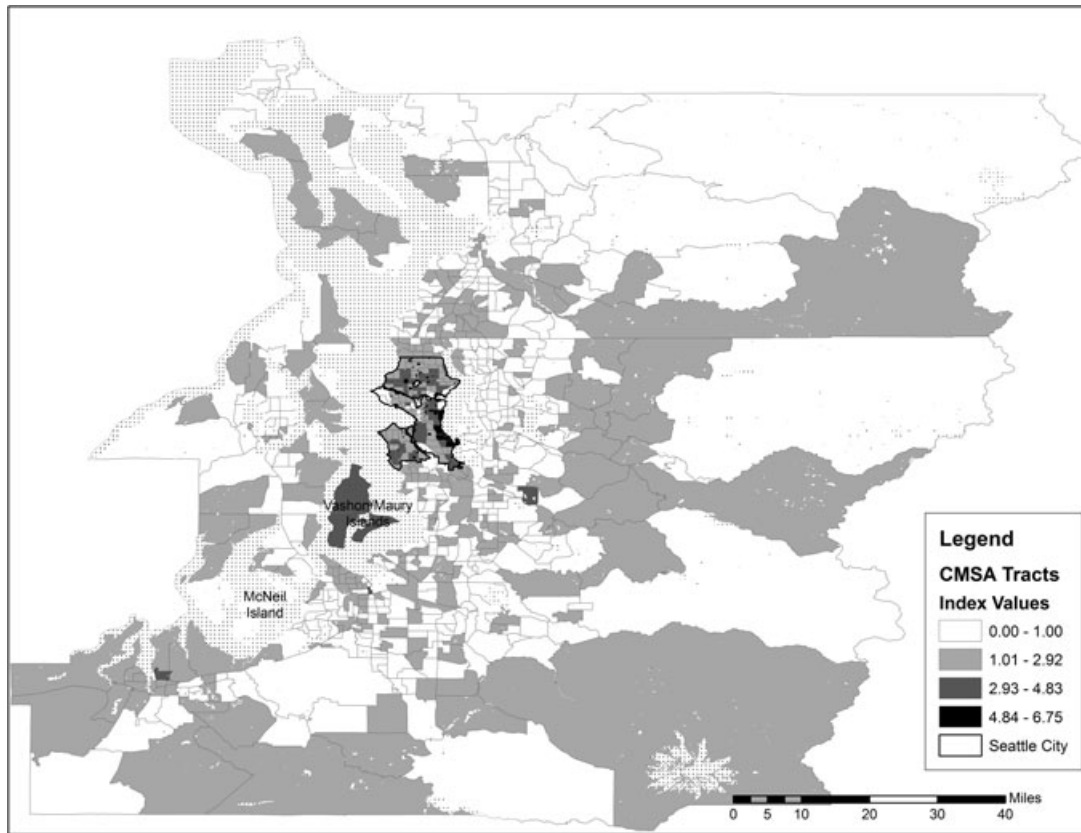 Vashon/Maury
Islands
McNeil
Island
Legend
CMSA Tracts
Index Values
0.00 - 1.00
1.01 - 2.92
2.93 - 4.83
4.84 - 6.75
Seattle City
Miles
0 5 10 20 30 40